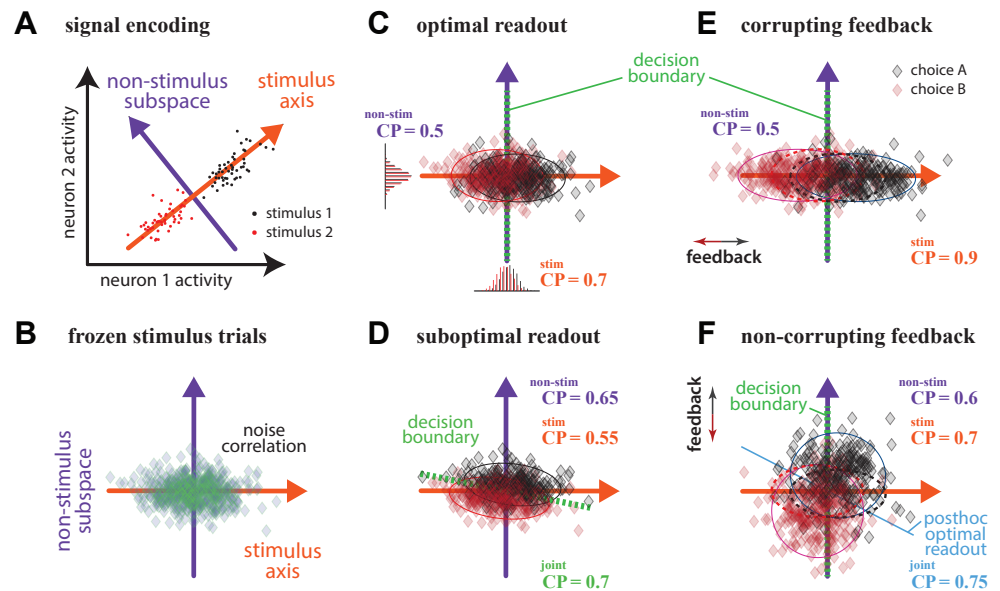 A signal encoding
non-stimulus
subspace
stimulus
axis
neuron 2 activity
stimulus 1
stimulus 2
neuron 1 activity
B frozen stimulus trials
non-stimulus
subspace
noise
correlation
stimulus
axis
C optimal readout
decision
boundary
non-stim
CP = 0.5
stim
CP = 0.7
D suboptimal readout
non-stim
CP = 0.65
stim
CP = 0.55
decision
boundary
joint
CP = 0.7
E corrupting feedback
choice A
choice B
non-stim
CP = 0.5
feedback
stim
CP = 0.9
F non-corrupting feedback
feedback
decision
boundary
non-stim
CP = 0.6
stim
CP = 0.7
posthoc
optimal
readout
joint
CP = 0.75